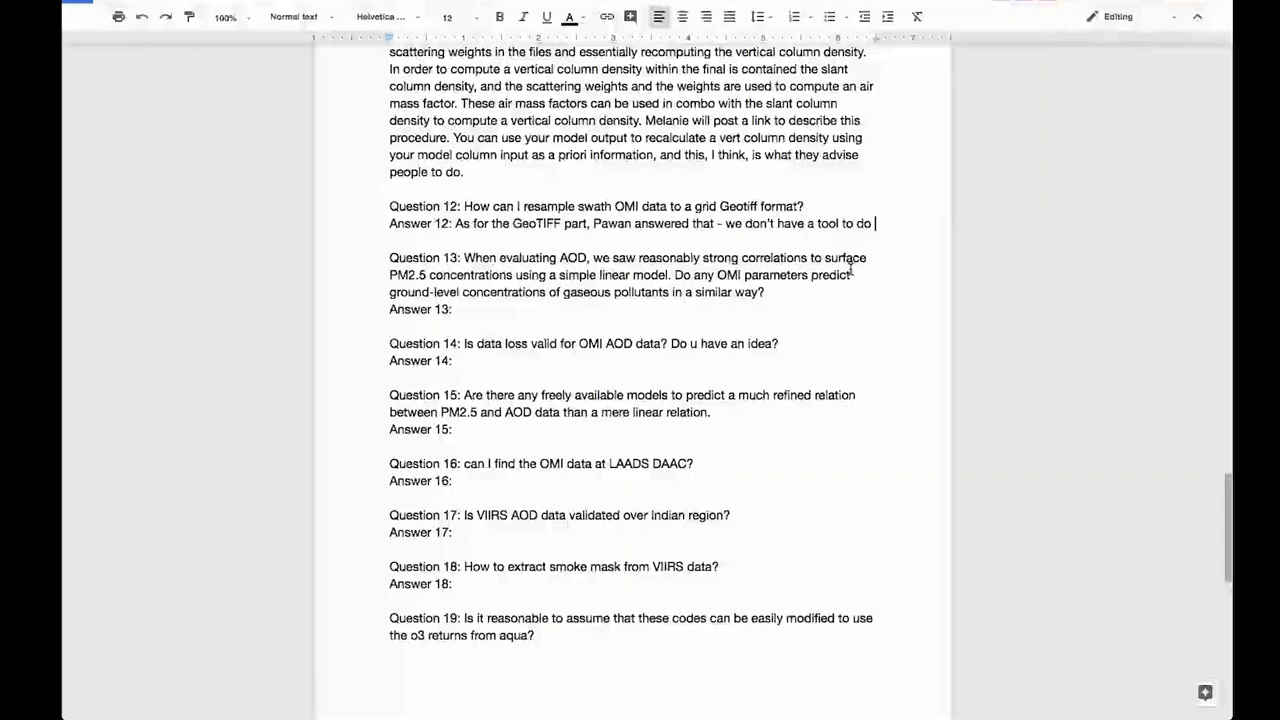 100%
Normal text
Helvetica ...
12
B I U A
Editing
1 1 2 3 4 5 6 7
scattering weights in the files and essentially recomputing the vertical column density.
In order to compute a vertical column density within the final is contained the slant
column density, and the scattering weights and the weights are used to compute an air
mass factor. These air mass factors can be used in combo with the slant column
density to compute a vertical column density. Melanie will post a link to describe this
procedure. You can use your model output to recalculate a vert column density using
your model column input as a priori information, and this, I think, is what they advise
people to do.
Question 12: How can I resample swath OMI data to a grid Geotiff format?
Answer 12: As for the GeoTIFF part, Pawan answered that - we don't have a tool to do
Question 13: When evaluating AOD, we saw reasonably strong correlations to surface
PM2.5 concentrations using a simple linear model. Do any OMI parameters predict
ground-level concentrations of gaseous pollutants in a similar way?
Answer 13:
Question 14: Is data loss valid for OMI AOD data? Do u have an idea?
Answer 14:
Question 15: Are there any freely available models to predict a much refined relation
between PM2.5 and AOD data than a mere linear relation.
Answer 15:
Question 16: can I find the OMI data at LAADS DAAC?
Answer 16:
Question 17: Is VIIRS AOD data validated over Indian region?
Answer 17:
Question 18: How to extract smoke mask from VIIRS data?
Answer 18:
Question 19: Is it reasonable to assume that these codes can be easily modified to use
the o3 returns from aqua?